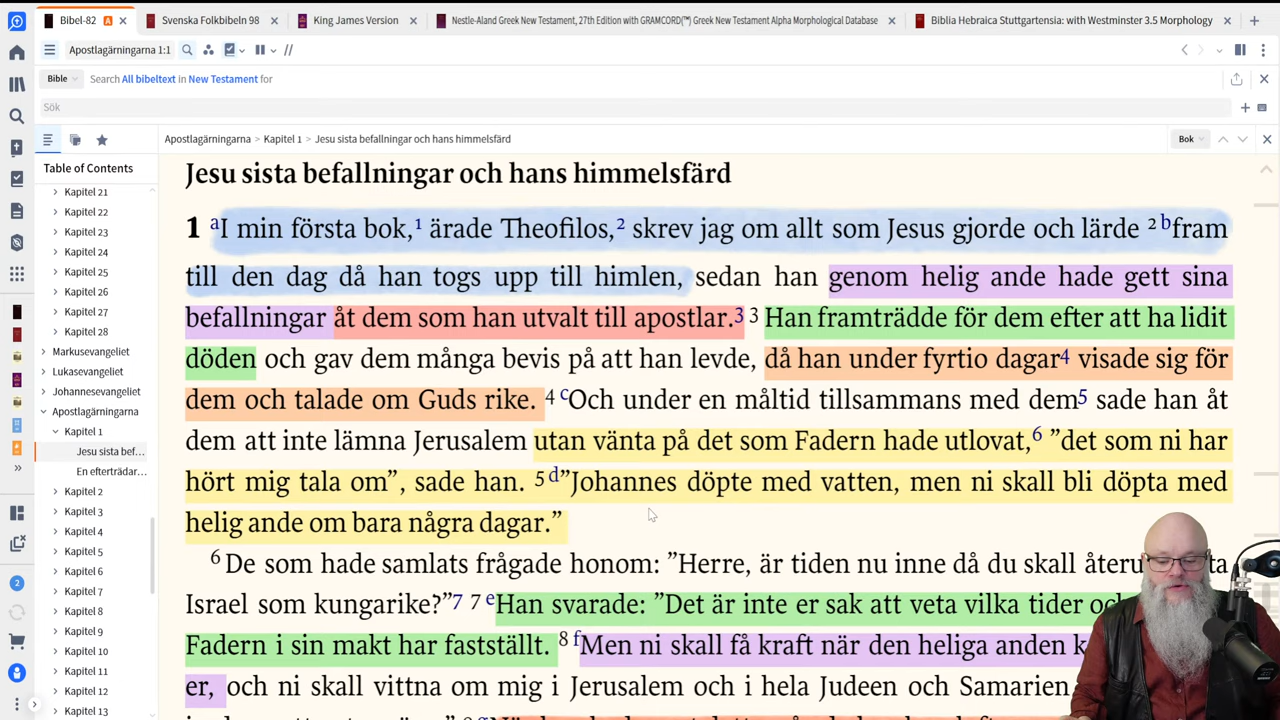 Bibel-82 A
Svenska Folkbibeln 98
King James Version
Nestle-Aland Greek New Testament, 27th Edition with GRAMCORD(™) Greek New Testament Alpha Morphological Database
Biblia Hebraica Stuttgartensia: with Westminster 3.5 Morphology
Apostlagärningarna 1:1
Bible Search All bibeltext in New Testament for
Sök
Apostlagärningarna > Kapitel 1 > Jesu sista befallningar och hans himmelsfärd
Bok
Table of Contents
Kapitel 21
Kapitel 22
Kapitel 23
Kapitel 24
Kapitel 25
Kapitel 26
Kapitel 27
Kapitel 28
Markusevangeliet
Lukasevangeliet
Johannesevangeliet
Apostlagärningarna
Kapitel 1
Jesu sista bef...
En efterträdar...
Kapitel 2
Kapitel 3
Kapitel 4
Kapitel 5
Kapitel 6
Kapitel 7
Kapitel 8
Kapitel 9
Kapitel 10
Kapitel 11
Kapitel 12
Kapitel 13
2
Jesu sista befallningar och hans himmelsfärd
1 aI min första bok,1 ärade Theofilos,2 skrev jag om allt som Jesus gjorde och lärde 2 bfram
till den dag då han togs upp till himlen, sedan han genom helig ande hade gett sina
befallningar åt dem som han utvalt till apostlar.3 3 Han framträdde för dem efter att ha lidit
döden och gav dem många bevis på att han levde, då han under fyrtio dagar4 visade sig för
dem och talade om Guds rike. 4 cOch under en måltid tillsammans med dem5 sade han åt
dem att inte lämna Jerusalem utan vänta på det som Fadern hade utlovat,6 ”det som ni har
hört mig tala om”, sade han. 5 d”Johannes döpte med vatten, men ni skall bli döpta med
helig ande om bara några dagar.”
6 De som hade samlats frågade honom: ”Herre, är tiden nu inne då du skall återu
Israel som kungarike?”7 7 eHan svarade: ”Det är inte er sak att veta vilka tider oc
Fadern i sin makt har fastställt. 8 fMen ni skall få kraft när den heliga anden k
er, och ni skall vittna om mig i Jerusalem och i hela Judeen och Samarien